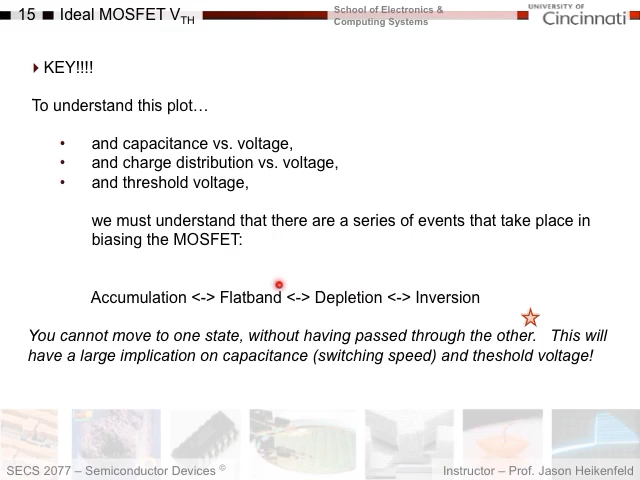 15 Ideal MOSFET VTH
School of Electronics &
Computing Systems
UNIVERSITY OF
Cincinnati
KEY!!!!
To understand this plot…
• and capacitance vs. voltage,
• and charge distribution vs. voltage,
• and threshold voltage,
we must understand that there are a series of events that take place in
biasing the MOSFET:
Accumulation <-> Flatband <-> Depletion <-> Inversion
You cannot move to one state, without having passed through the other. This will
have a large implication on capacitance (switching speed) and theshold voltage!
SECS 2077 – Semiconductor Devices ©
Instructor – Prof. Jason Heikenfeld